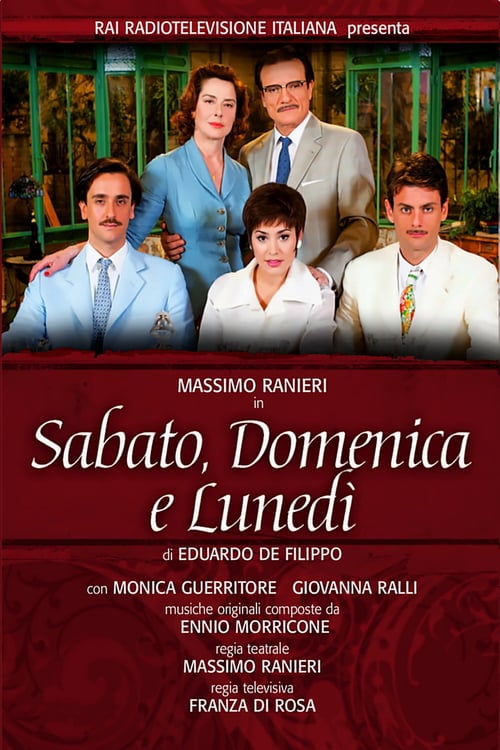 RAI RADIOTELEVISIONE ITALIANA presenta
MASSIMO RANIERI
in
Sabato, Domenica
e Lunedì
di EDUARDO DE FILIPPO
con MONICA GUERRITORE GIOVANNA RALLI
musiche originali composte da
ENNIO MORRICONE
regia teatrale
MASSIMO RANIERI
regia televisiva
FRANZA DI ROSA